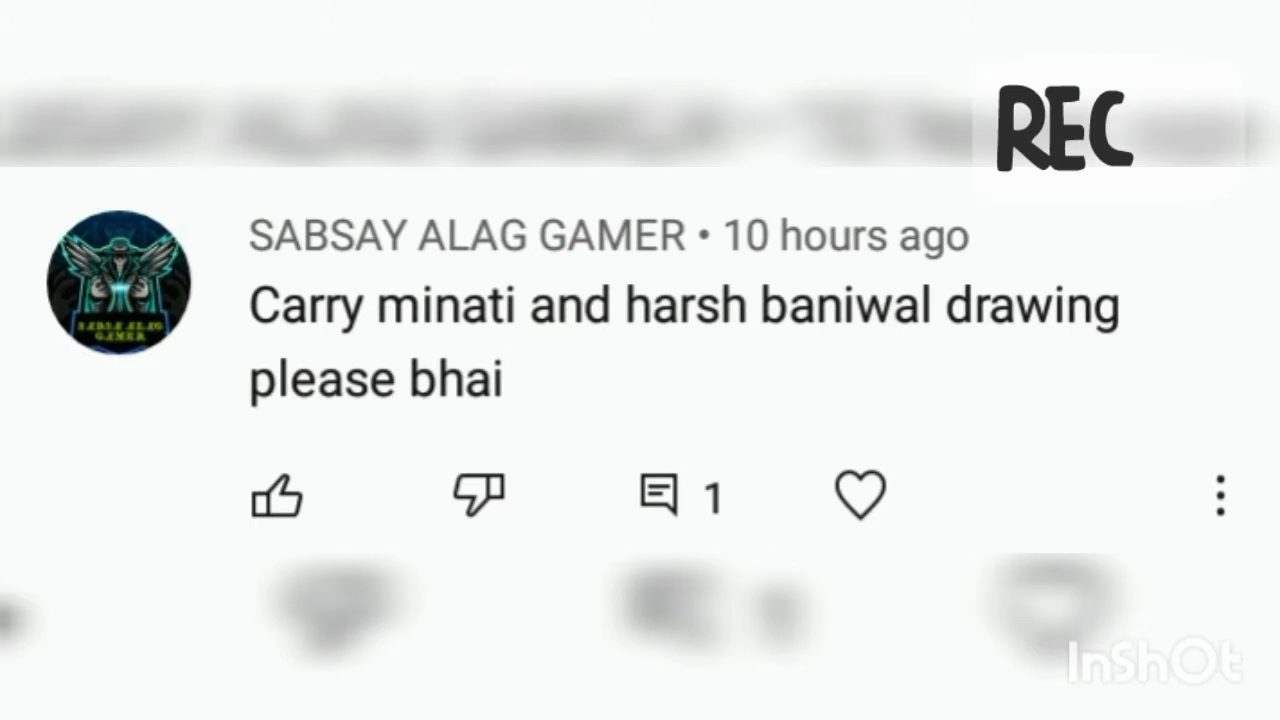 REC
SABSAY ALAG GAMER • 10 hours ago
Carry minati and harsh baniwal drawing
please bhai
1
InShOt